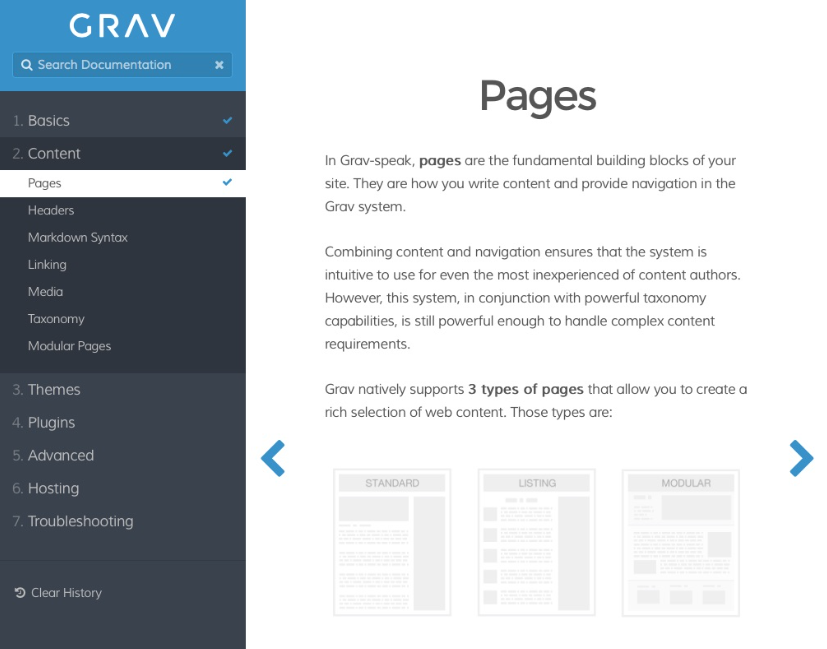 GRAV
Search Documentation
1. Basics
2. Content
Pages
Headers
Markdown Syntax
Linking
Media
Taxonomy
Modular Pages
3. Themes
4. Plugins
5. Advanced
6. Hosting
7. Troubleshooting
Clear History
Pages
In Grav-speak, pages are the fundamental building blocks of your
site. They are how you write content and provide navigation in the
Grav system.
Combining content and navigation ensures that the system is
intuitive to use for even the most inexperienced of content authors.
However, this system, in conjunction with powerful taxonomy
capabilities, is still powerful enough to handle complex content
requirements.
Grav natively supports 3 types of pages that allow you to create a
rich selection of web content. Those types are:
STANDARD
LISTING
MODULAR